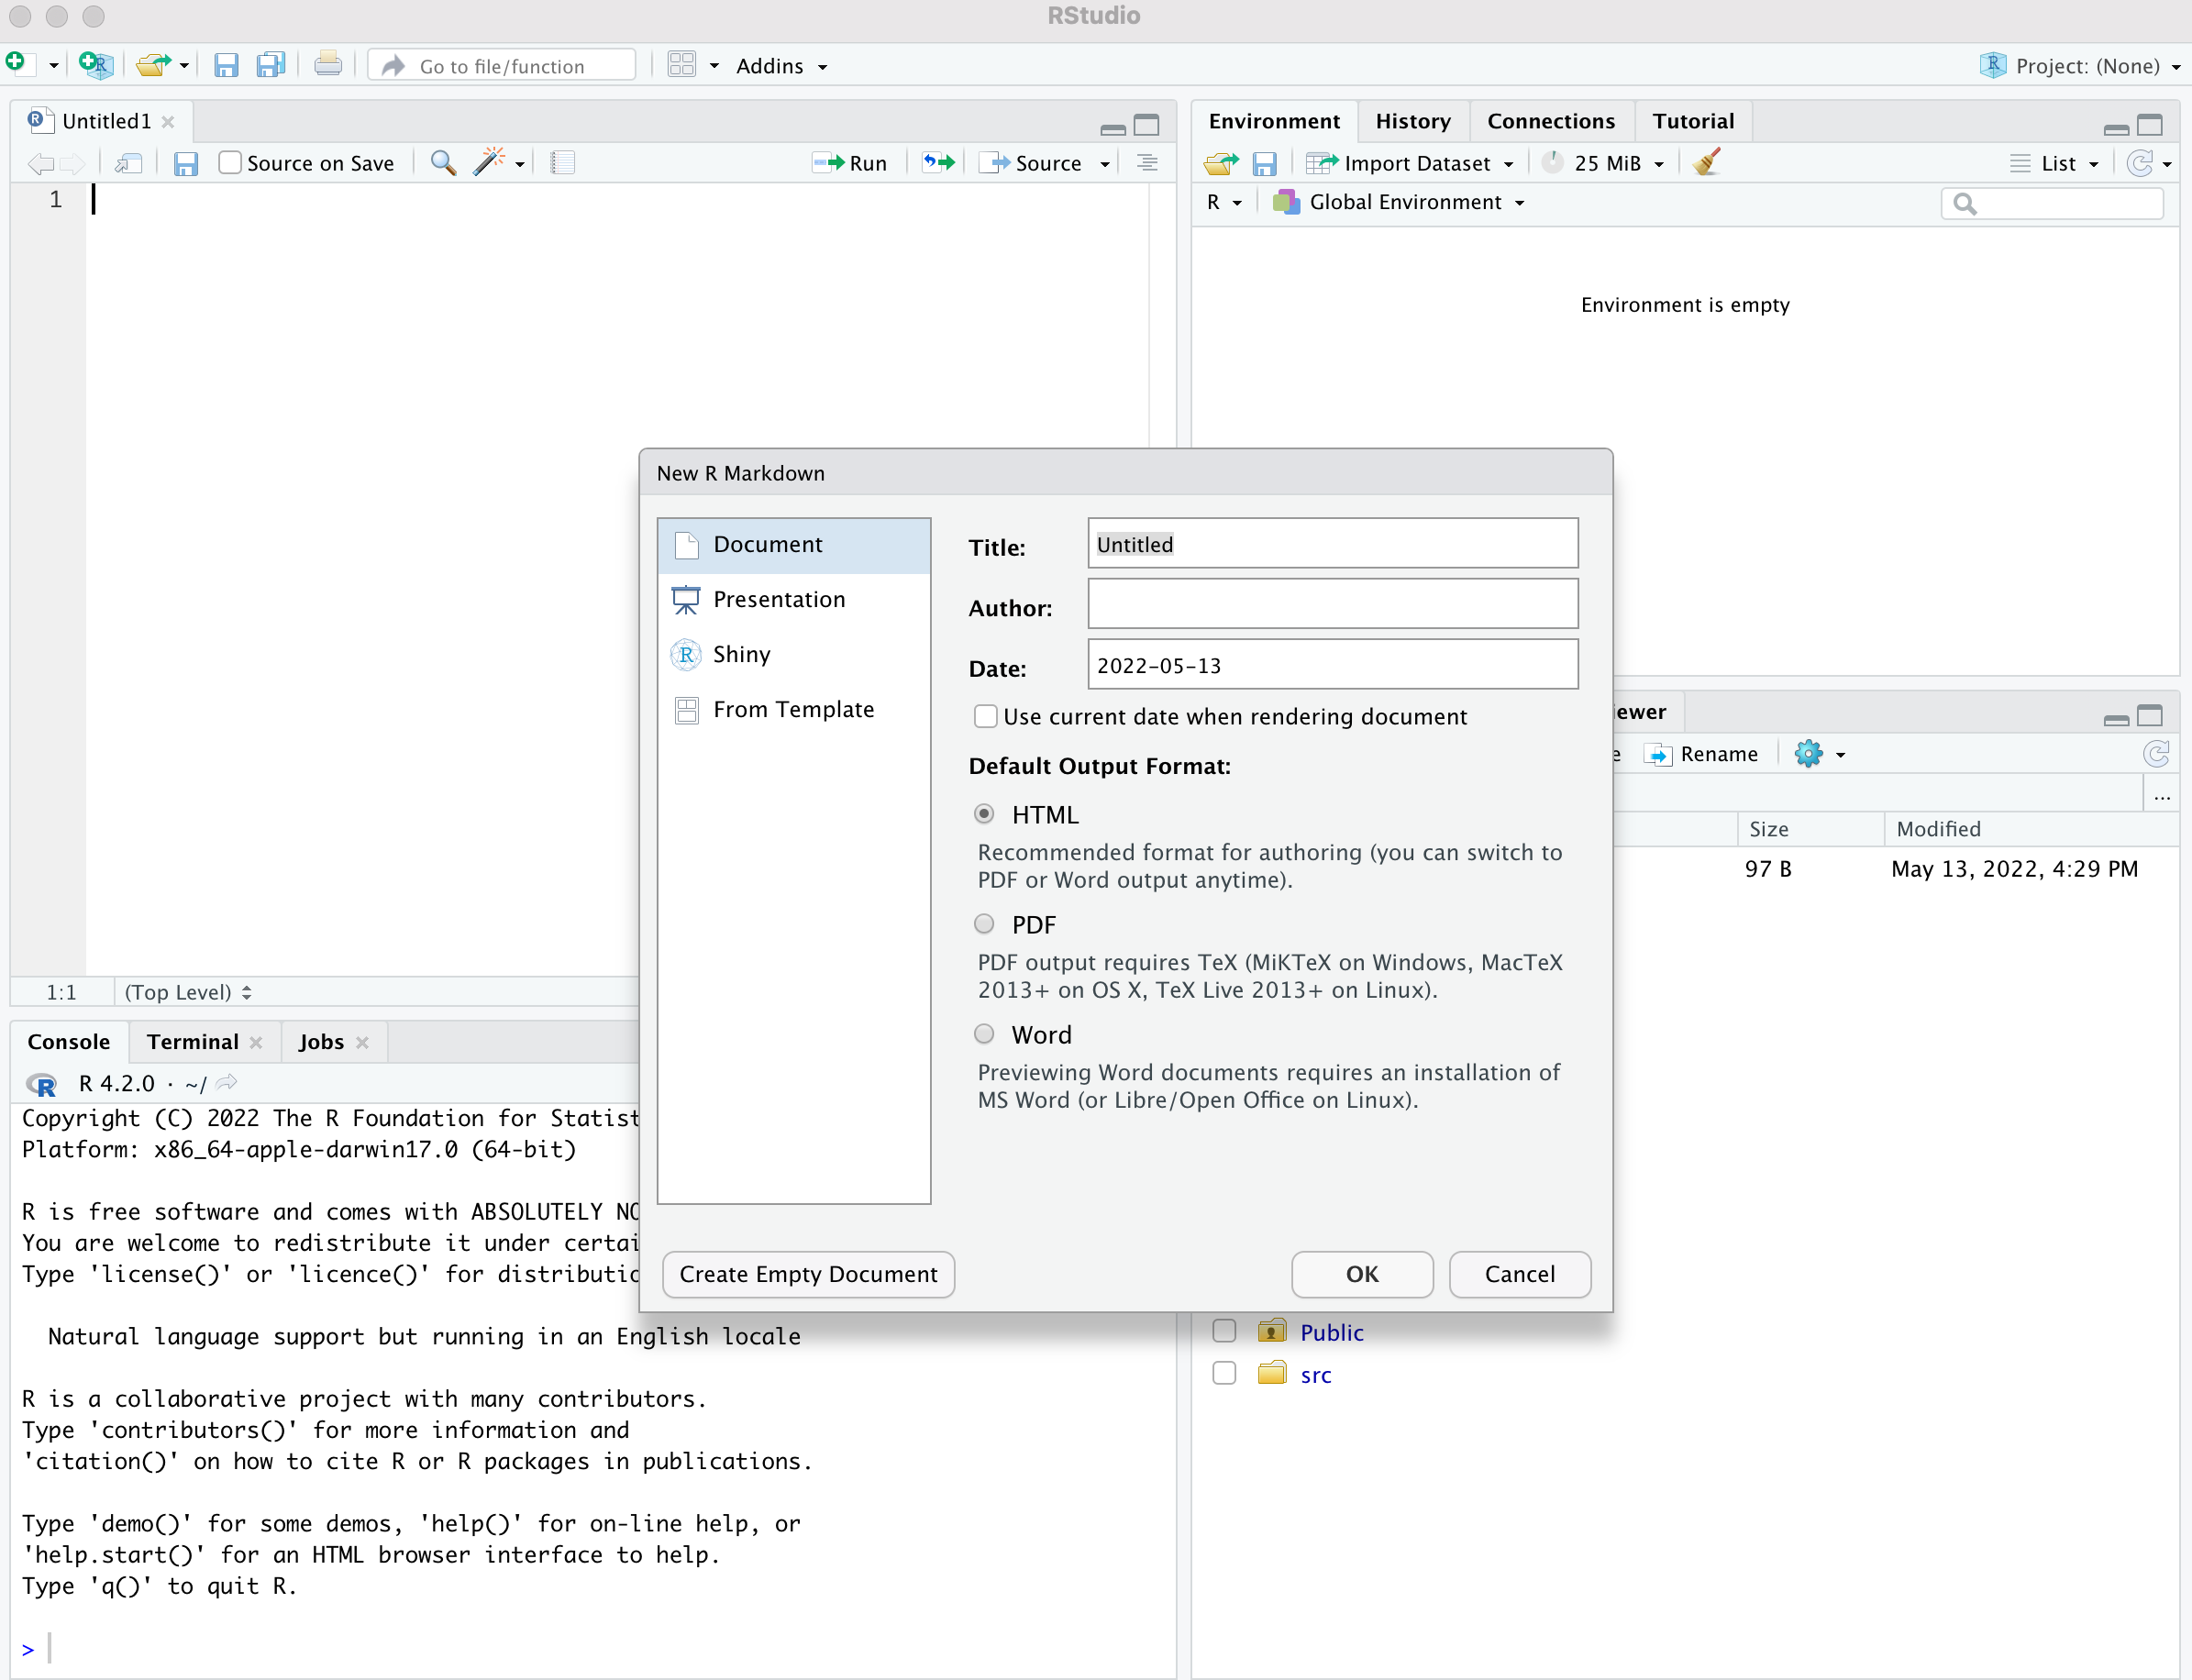 RStudio
Go to file/function
Addins
Project: (None)
Untitled1
Source on Save
Run
Source
1
1:1
(Top Level)
Environment
History
Connections
Tutorial
Import Dataset
25 MiB
List
R
Global Environment
Environment is empty
New R Markdown
Document
Presentation
Shiny
From Template
Title:
Untitled
Author:
Date:
2022-05-13
Use current date when rendering document
Default Output Format:
HTML
Recommended format for authoring (you can switch to
PDF or Word output anytime).
PDF
PDF output requires TeX (MiKTeX on Windows, MacTeX
2013+ on OS X, TeX Live 2013+ on Linux).
Word
Previewing Word documents requires an installation of
MS Word (or Libre/Open Office on Linux).
Create Empty Document
OK
Cancel
Rename
...
Size
Modified
97 B
May 13, 2022, 4:29 PM
Public
src
Console
Terminal
Jobs
R 4.2.0 · ~/
Copyright (C) 2022 The R Foundation for
Platform: x86_64-apple-darwin17.0 (64-bit)
R is free software and comes with ABSOLUTELY
You are welcome to redistribute it under
Type 'license()' or 'licence()' for
Natural language support but running in an English locale
R is a collaborative project with many contributors.
Type 'contributors()' for more information and
'citation()' on how to cite R or R packages in publications.
Type 'demo()' for some demos, 'help()' for on-line help, or
'help.start()' for an HTML browser interface to help.
Type 'q()' to quit R.
>